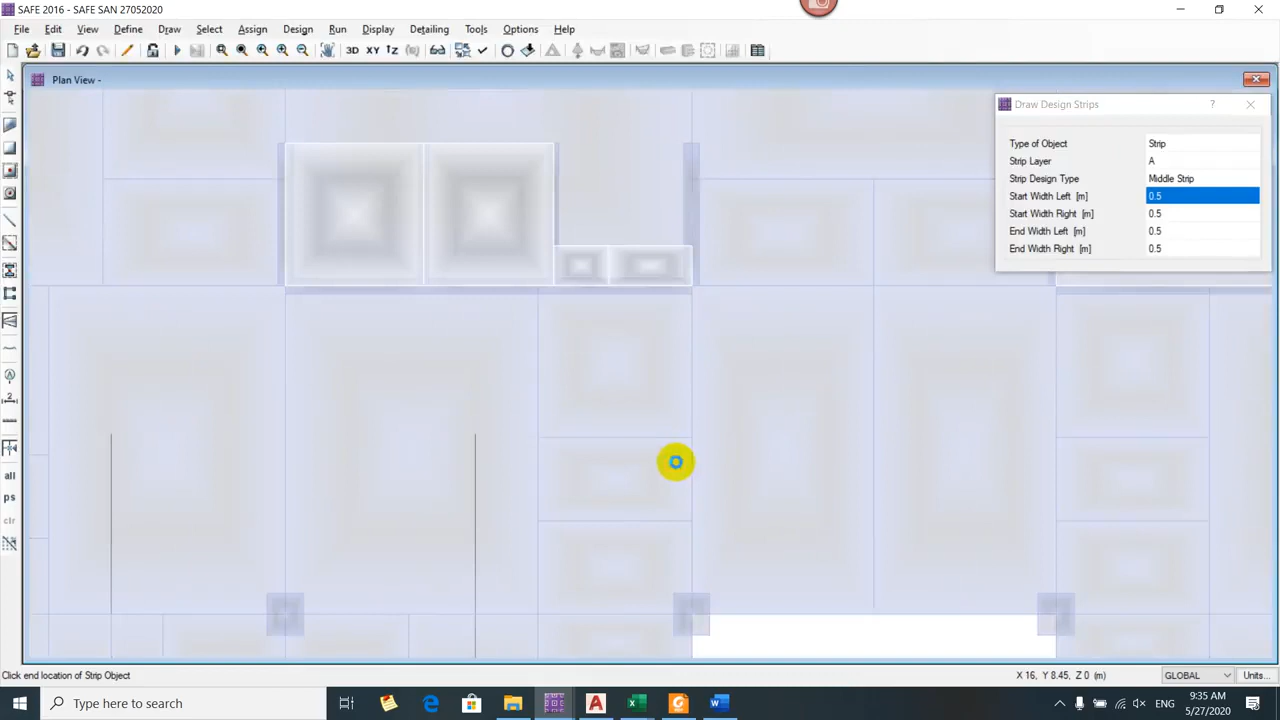 SAFE 2016 - SAFE SAN 27052020
File Edit View Define Draw Select Assign Design Run Display Detailing Tools Options Help
3D XY
Plan View -
Draw Design Strips ?
Type of Object Strip
Strip Layer A
Strip Design Type Middle Strip
Start Width Left [m] 0.5
Start Width Right [m] 0.5
End Width Left [m] 0.5
End Width Right [m] 0.5
all
ps
clr
Click end location of Strip Object X 16, Y 8.45, Z 0 (m) GLOBAL Units...
Type here to search
ENG 9:35 AM
5/27/2020